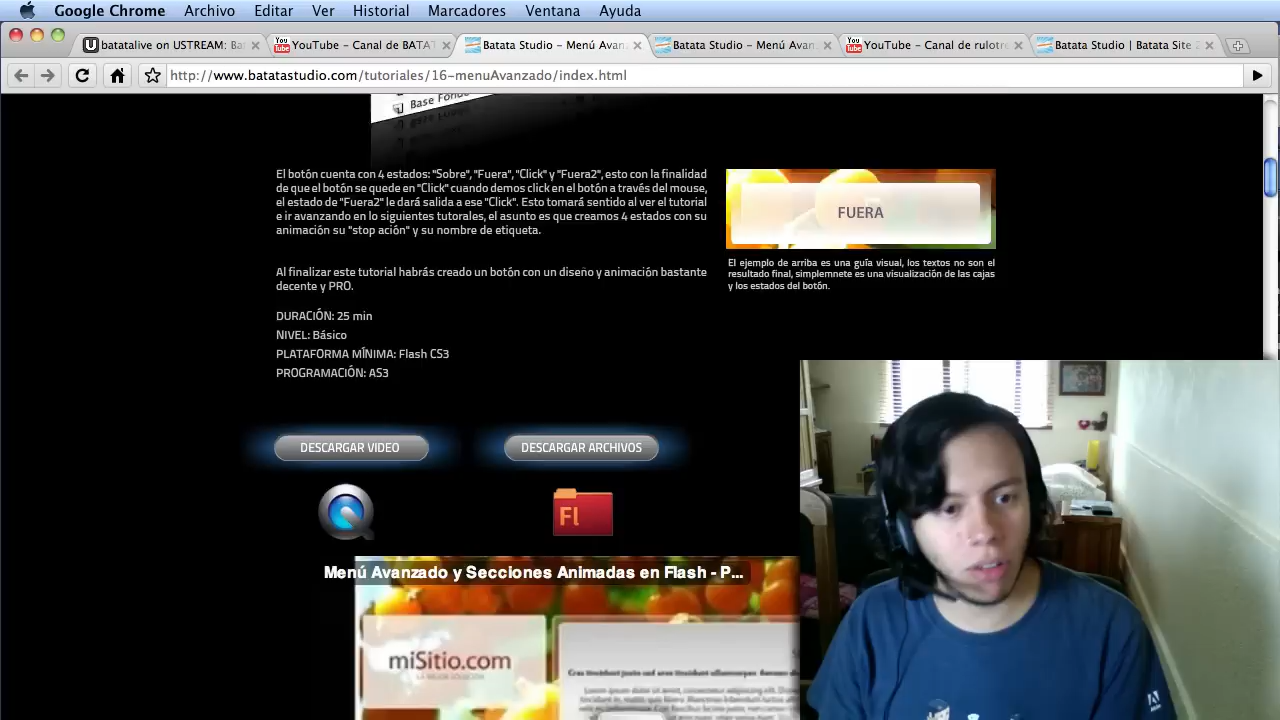 Google Chrome Archivo Editar Ver Historial Marcadores Ventana Ayuda
batatalive on USTREAM: Bat
YouTube – Canal de BATAT
Batata Studio – Menú Avan
Batata Studio – Menú Avan
YouTube – Canal de rulotre
Batata Studio | Batata Site 2
http://www.batatastudio.com/tutoriales/16-menuAvanzado/index.html
Base Fondo
El botón cuenta con 4 estados: "Sobre", "Fuera", "Click" y "Fuera2", esto con la finalidad
de que el botón se quede en "Click" cuando demos click en el botón a través del mouse,
el estado de "Fuera2" le dará salida a ese "Click". Esto tomará sentido al ver el tutorial
e ir avanzando en lo siguientes tutorales, el asunto es que creamos 4 estados con su
animación su "stop ación" y su nombre de etiqueta.
FUERA
El ejemplo de arriba es una guía visual, los textos no son el
resultado final, simplemnete es una visualización de las cajas
y los estados del botón.
Al finalizar este tutorial habrás creado un botón con un diseño y animación bastante
decente y PRO.
DURACIÓN: 25 min
NIVEL: Básico
PLATAFORMA MÍNIMA: Flash CS3
PROGRAMACIÓN: AS3
DESCARGAR VIDEO
DESCARGAR ARCHIVOS
Fl
Menú Avanzado y Secciones Animadas en Flash - P...
miSitio.com
LA MEJOR SOLUCIÓN